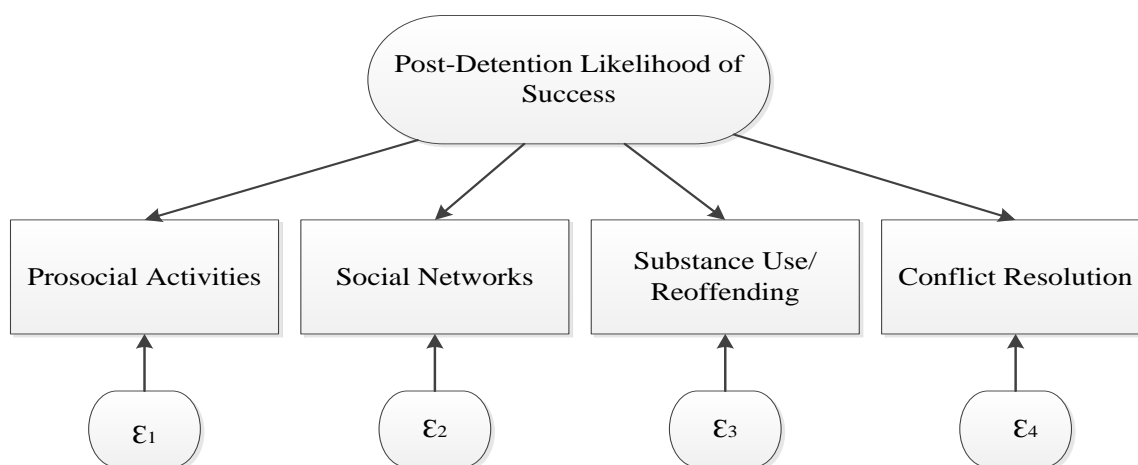 Post-Detention Likelihood of
Success
Prosocial Activities
Social Networks
Substance Use/
Reoffending
Conflict Resolution
ε1
ε2
ε3
ε4